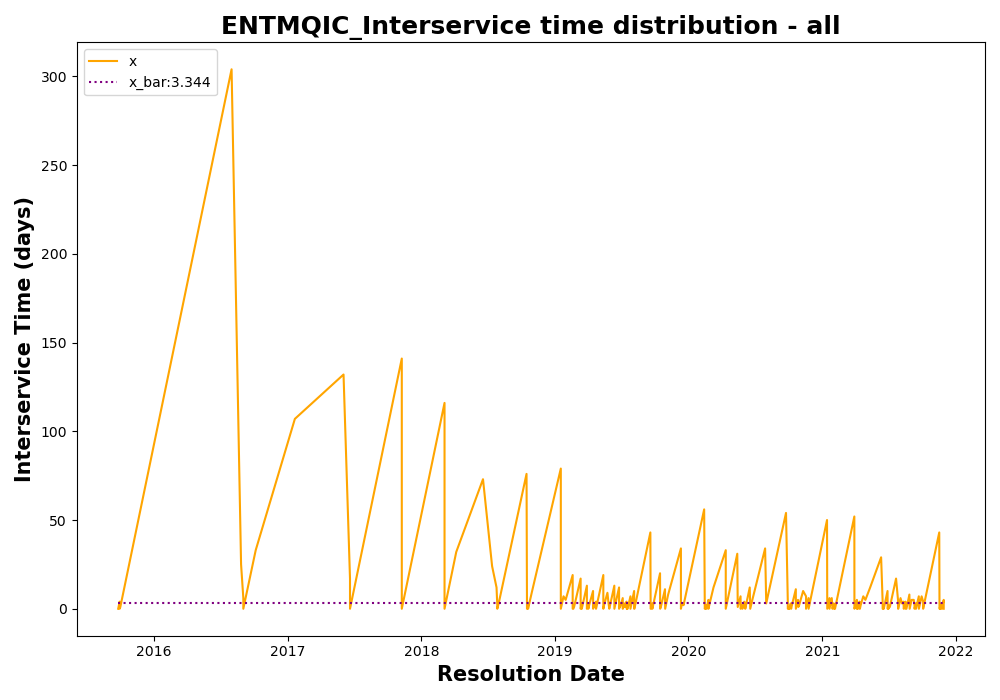 ENTMQIC_Interservice time distribution - all
x
x_bar:3.344
Interservice Time (days)
300
250
200
150
100
50
0
2016 2017 2018 2019 2020 2021 2022
Resolution Date